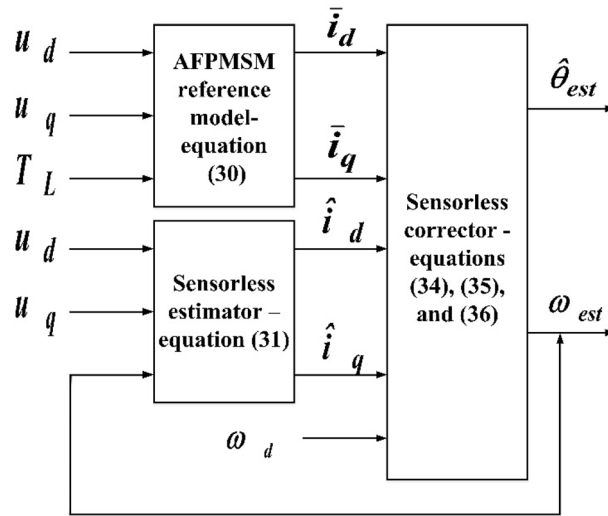 u d
u q
T L
u d
u q
AFPMSM
reference
model-
equation
(30)
Sensorless
estimator –
equation (31)
i̅d
i̅q
î d
î q
ω d
Sensorless
corrector -
equations
(34), (35),
and (36)
θ̂est
ω est